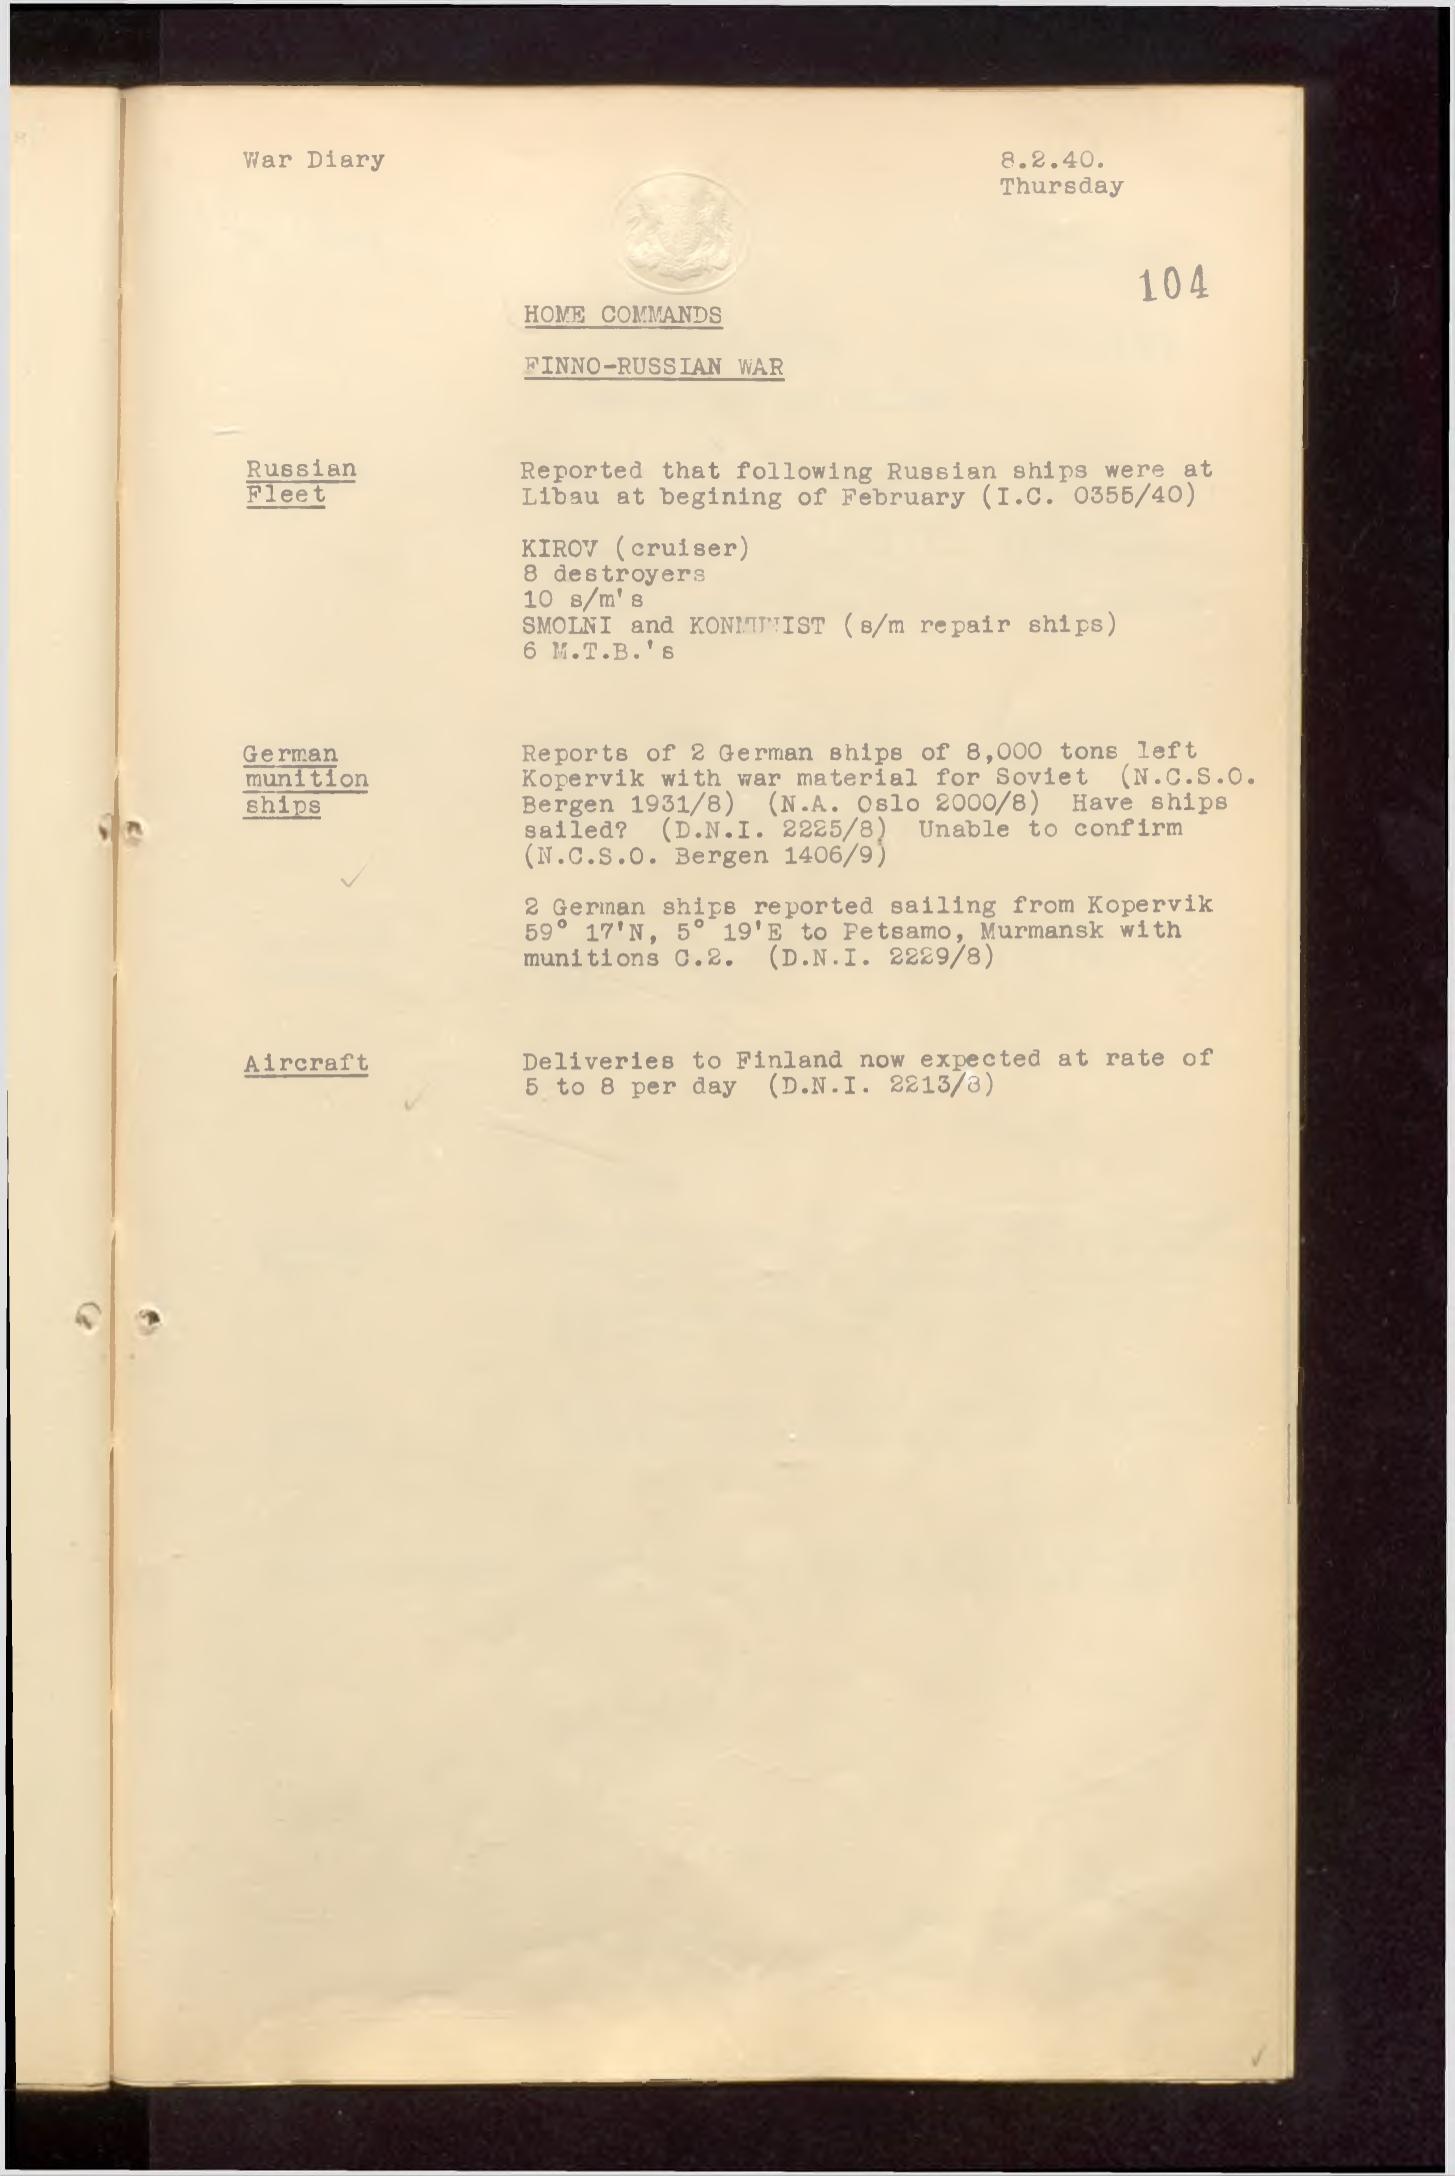 War Diary
8.2.40.
Thursday
104
HOME COMMANDS
FINNO-RUSSIAN WAR
Russian
Fleet
Reported that following Russian ships were at
Libau at begining of February (I.C. 0355/40)
KIROV (cruiser)
8 destroyers
10 s/m's
SMOLNI and (s/m repair ships)
6 M.T.B.'s
German
munition
ships
Reports of 2 German ships of 8,000 tons left
Kopervik with war material for Soviet (N.C.S.O.
Bergen 1931/8) (N.A. Oslo 2000/8) Have ships
sailed? (D.N.I. 2225/8) Unable to confirm
(N.C.S.O. Bergen 1406/9)
2 German ships reported sailing from Kopervik
59° 17'N, 5° 19'E to Petsamo, Murmansk with
munitions C.2. (D.N.I. 2229/8)
Aircraft
Deliveries to Finland now expected at rate of
5 to 8 per day (D.N.I. 2213/8)